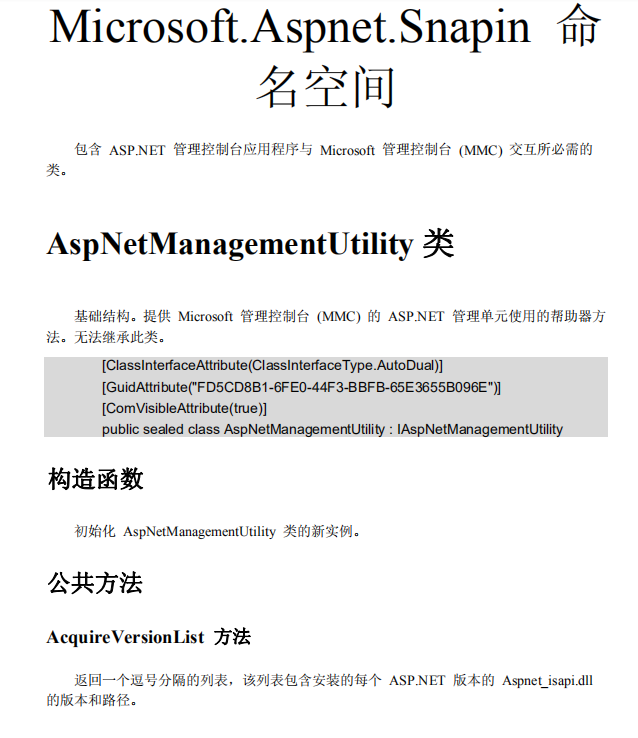 Microsoft.Aspnet.Snapin 命
名空间
包含 ASP.NET 管理控制台应用程序与 Microsoft 管理控制台 (MMC) 交互所必需的
类。
AspNetManagementUtility 类
基础结构。提供 Microsoft 管理控制台 (MMC) 的 ASP.NET 管理单元使用的帮助器方
法。无法继承此类。
[ClassInterfaceAttribute(ClassInterfaceType.AutoDual)]
[GuidAttribute("FD5CD8B1-6FE0-44F3-BBFB-65E3655B096E")]
[ComVisibleAttribute(true)]
public sealed class AspNetManagementUtility : IAspNetManagementUtility
构造函数
初始化 AspNetManagementUtility 类的新实例。
公共方法
AcquireVersionList 方法
返回一个逗号分隔的列表，该列表包含安装的每个 ASP.NET 版本的 Aspnet_isapi.dll
的版本和路径。